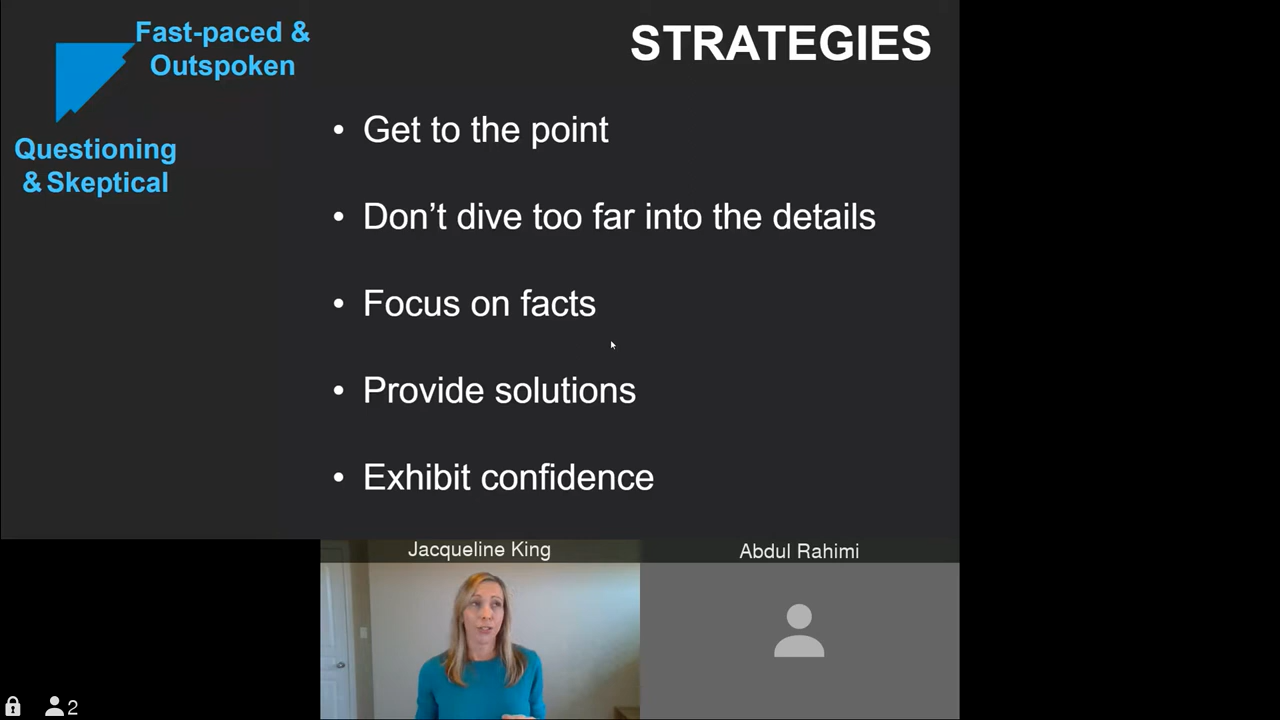 Fast-paced &
Outspoken
Questioning
& Skeptical
STRATEGIES
• Get to the point
• Don’t dive too far into the details
• Focus on facts
• Provide solutions
• Exhibit confidence
Jacqueline King
Abdul Rahimi
2